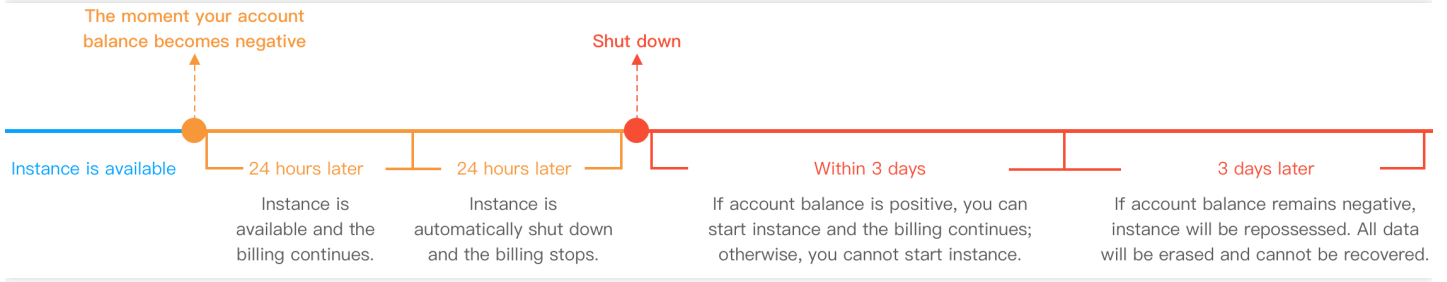 The moment your account
balance becomes negative
Shut down
Instance is available
24 hours later
24 hours later
Within 3 days
3 days later
Instance is
available and the
billing continues.
Instance is
automatically shut down
and the billing stops.
If account balance is positive, you can
start instance and the billing continues;
otherwise, you cannot start instance.
If account balance remains negative,
instance will be repossessed. All data
will be erased and cannot be recovered.